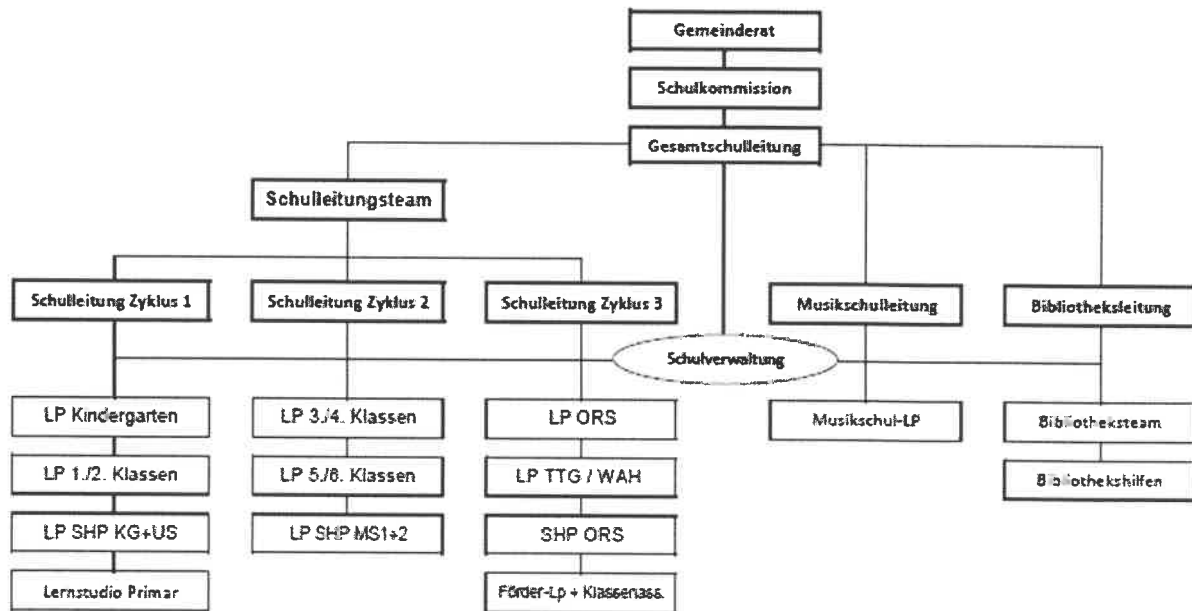 Gemeinderat
Schulkommission
Gesamtschulleitung
Schulleitungsteam
Schulleitung Zyklus 1
Schulleitung Zyklus 2
Schulleitung Zyklus 3
Musikschulleitung
Bibliotheksleitung
Schulverwaltung
LP Kindergarten
LP 3./4. Klassen
LP ORS
Musikschul-LP
Bibliotheksteam
LP 1./2. Klassen
LP 5./6. Klassen
LP TTG / WAH
Bibliothekshilfen
LP SHP KG+US
LP SHP MS1+2
SHP ORS
Lernstudio Primar
Förder-Lp + Klassenass.